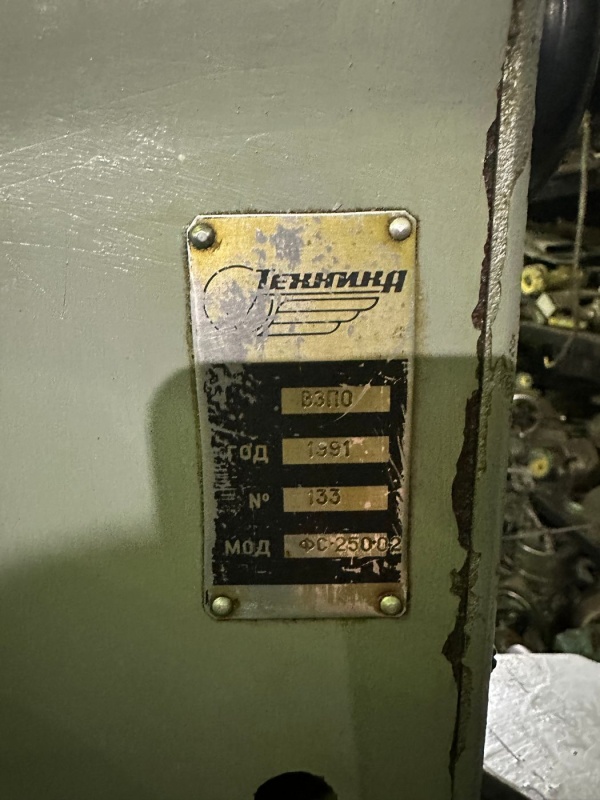 Техника
ВЗПО
ГОД 1991
№ 133
МОД ФС·250·02